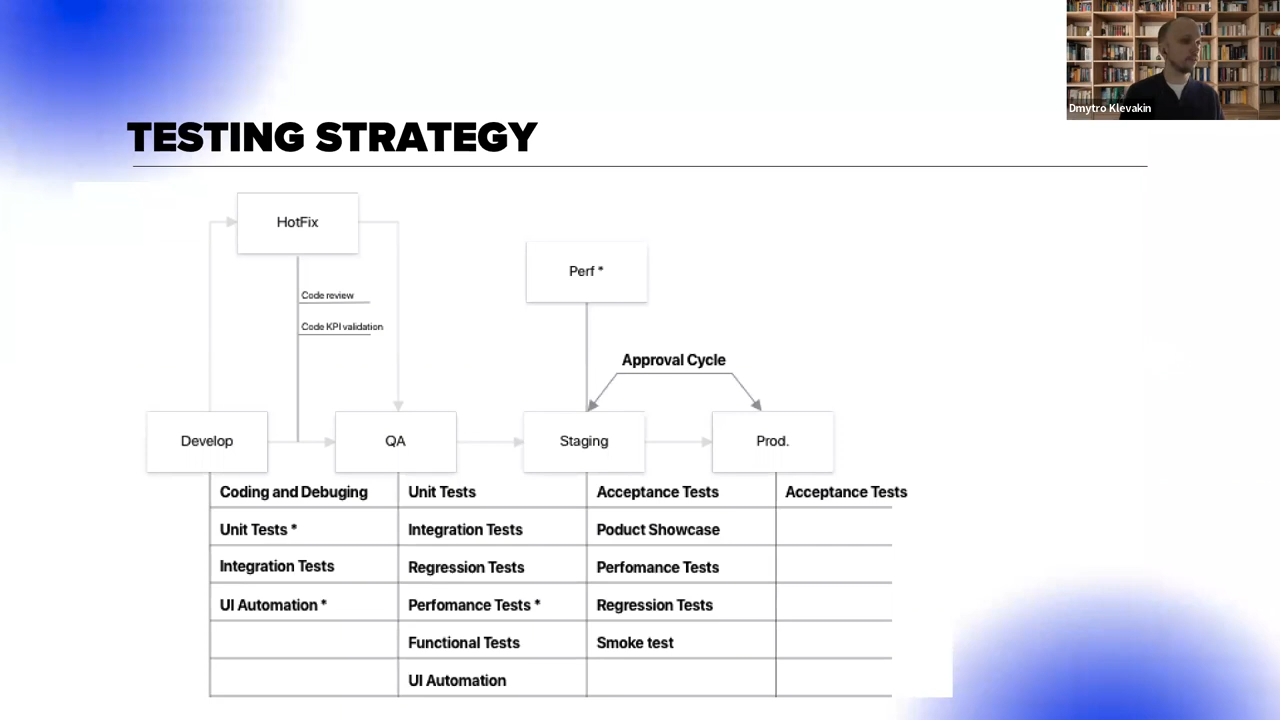 Dmytro Klevakin
TESTING STRATEGY
HotFix
Perf *
Code review
Code KPI validation
Approval Cycle
Develop
QA
Staging
Prod.
Coding and Debuging
Unit Tests
Acceptance Tests
Acceptance Tests
Unit Tests *
Integration Tests
Poduct Showcase
Integration Tests
Regression Tests
Perfomance Tests
UI Automation *
Perfomance Tests *
Regression Tests
Functional Tests
Smoke test
UI Automation